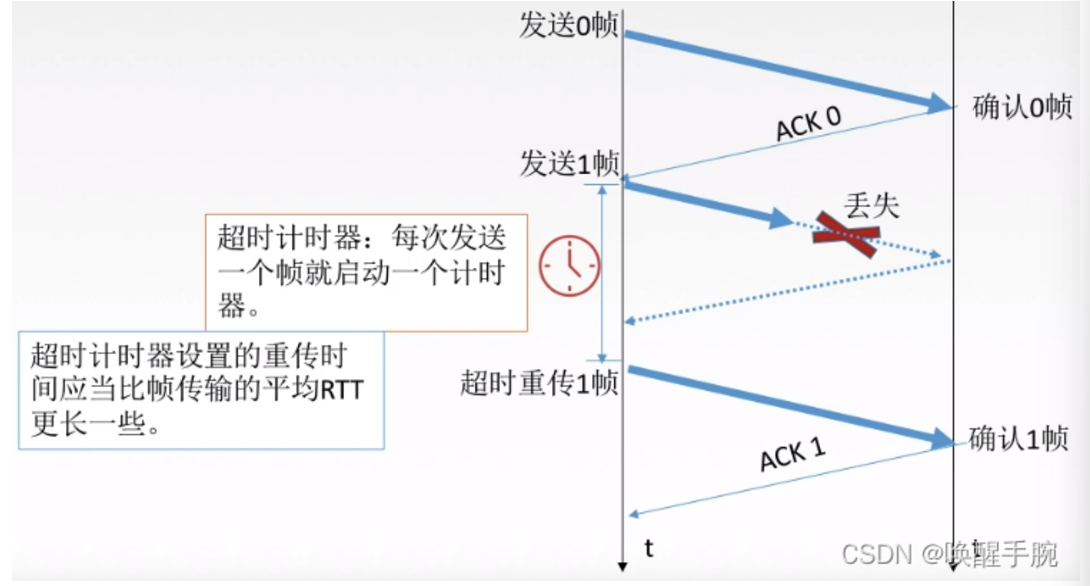 发送0帧
确认0帧
ACK 0
发送1帧
丢失
超时计时器：每次发送
一个帧就启动一个计时
器。
超时计时器设置的重传时
间应当比帧传输的平均RTT
更长一些。
超时重传1帧
确认1帧
ACK 1
t
t
CSDN @唤醒手腕